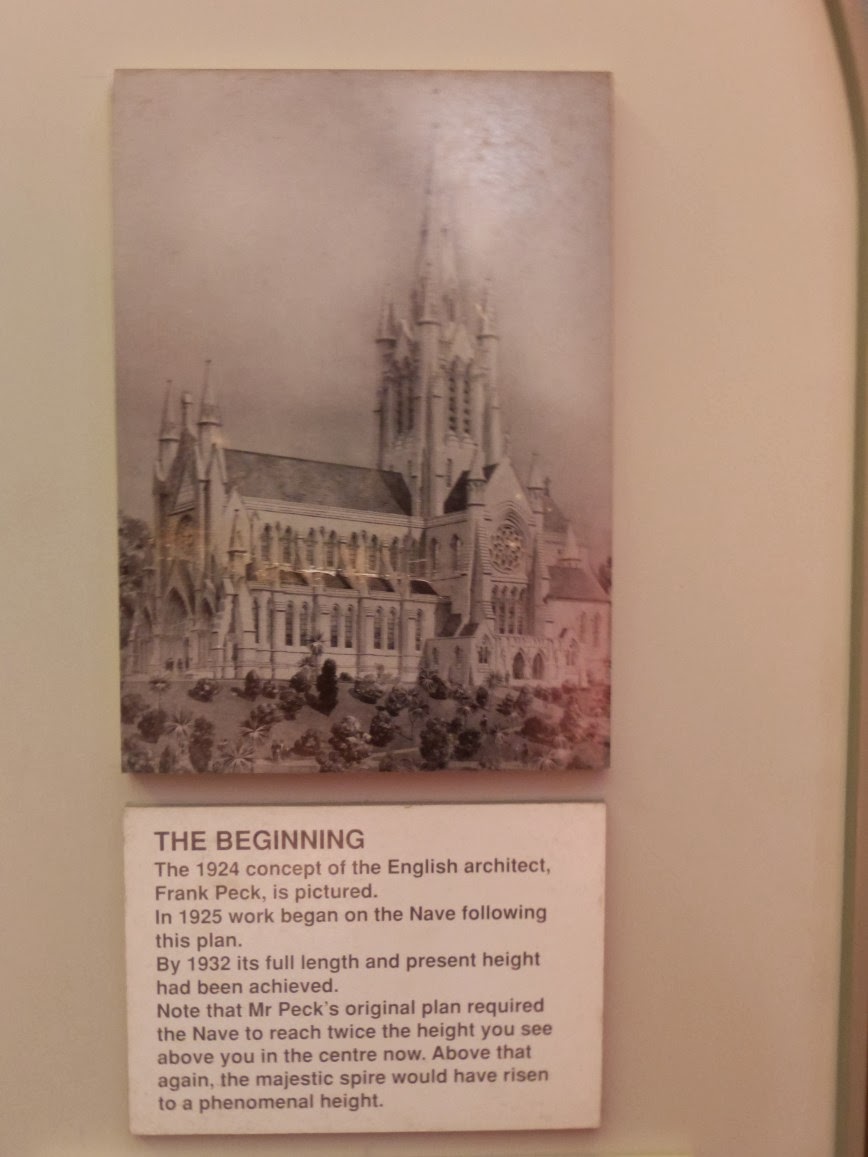 THE BEGINNING
The 1924 concept of the English architect,
Frank Peck, is pictured.
In 1925 work began on the Nave following
this plan.
By 1932 its full length and present height
had been achieved.
Note that Mr Peck's original plan required
the Nave to reach twice the height you see
above you in the centre now. Above that
again, the majestic spire would have risen
to a phenomenal height.